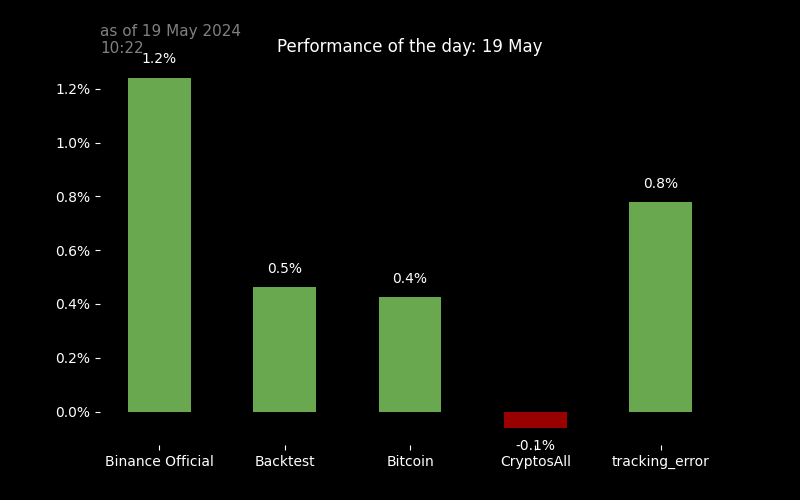 as of 19 May 2024
10:22
Performance of the day: 19 May
1.2%
1.2%
1.0%
0.8%
0.8%
0.6%
0.5%
0.4%
0.4%
0.2%
0.0%
-0.1%
Binance Official
Backtest
Bitcoin
CryptosAll
tracking_error